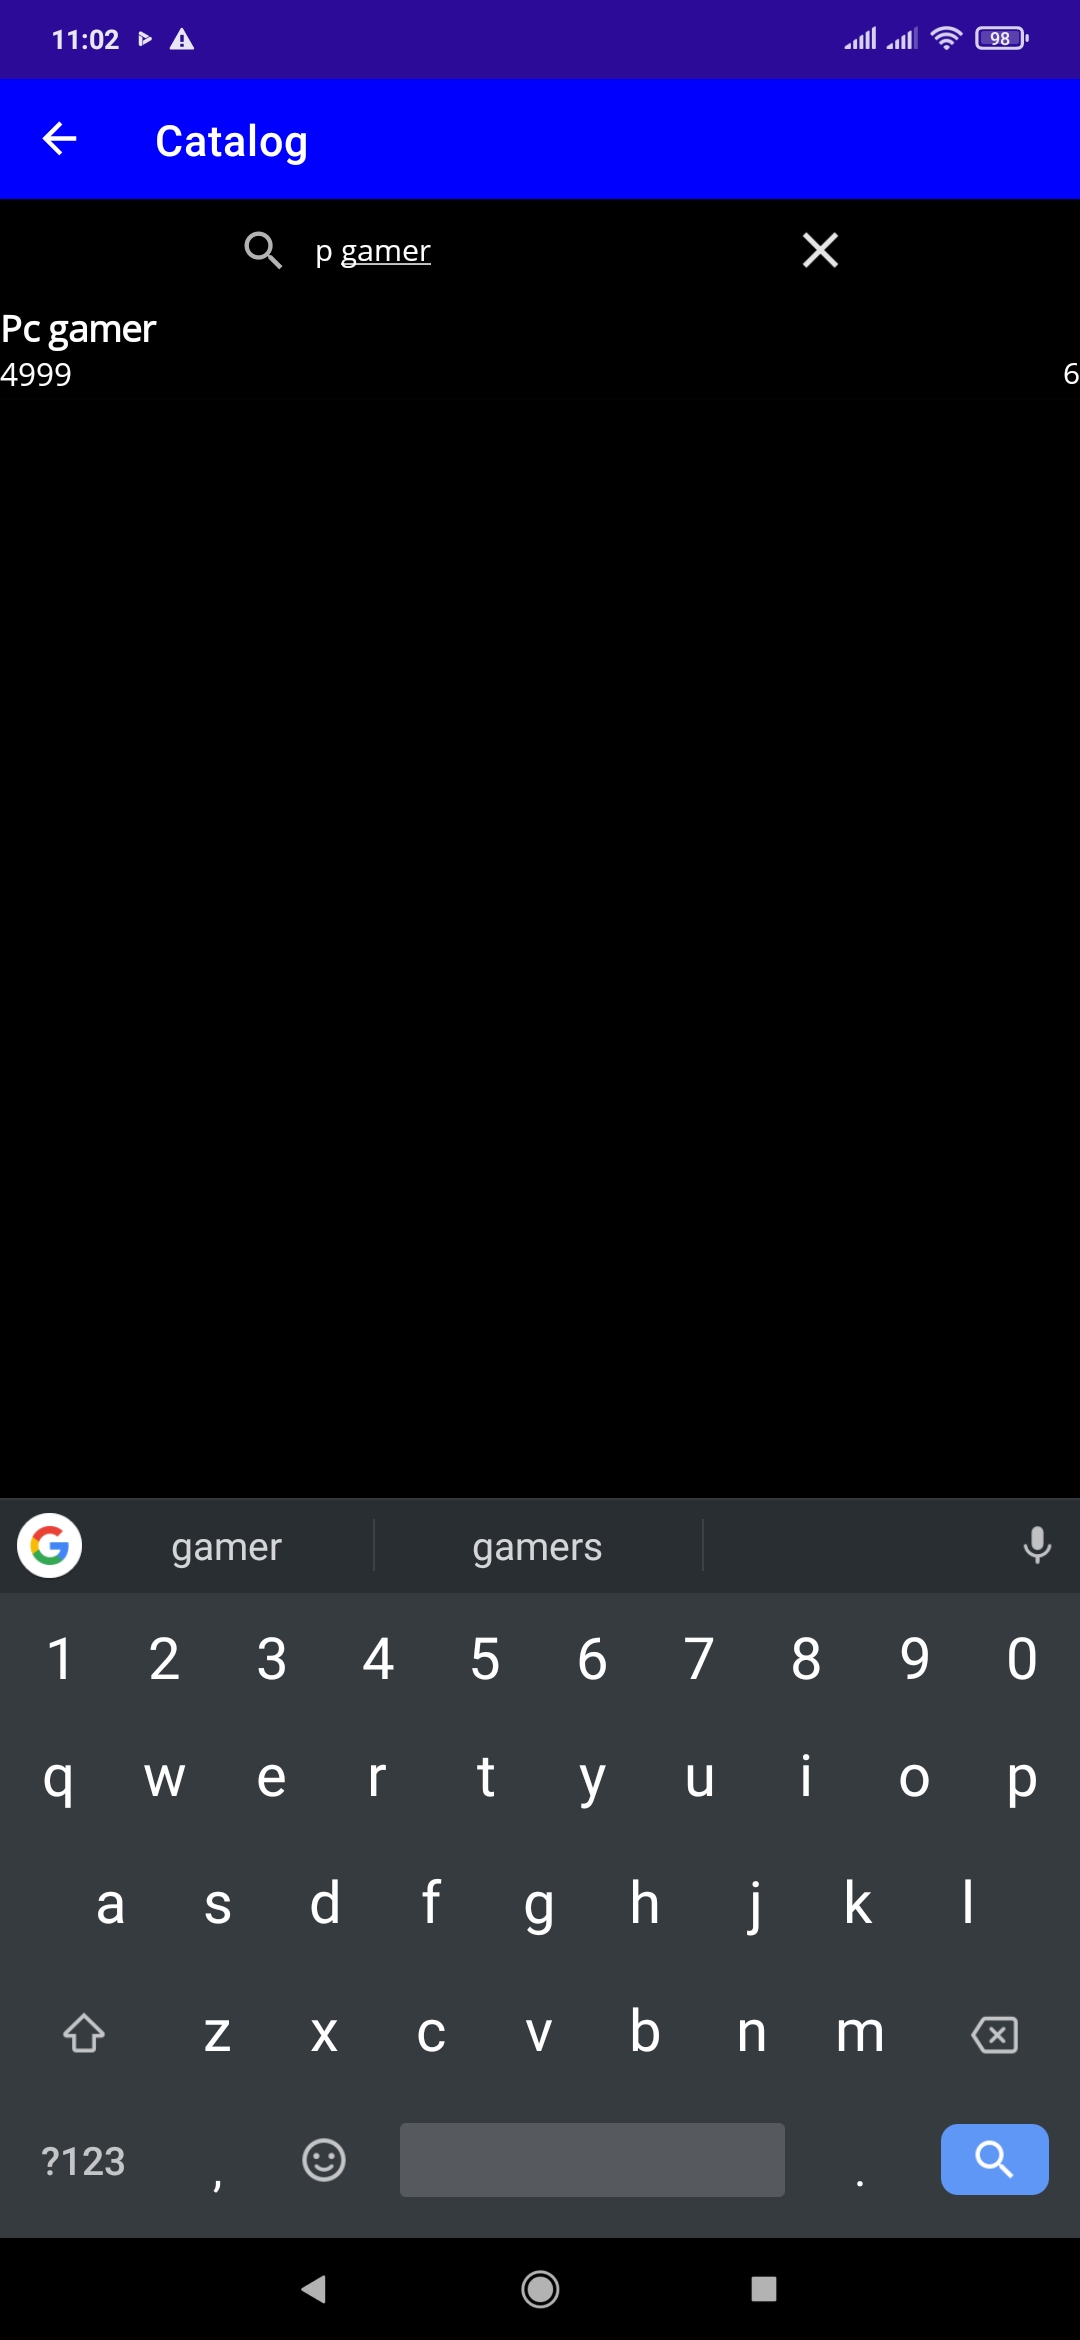 11:02
98
Catalog
p gamer
Pc gamer
4999 6
gamer gamers
1 2 3 4 5 6 7 8 9 0
q w e r t y u i o p
a s d f g h j k l
z x c v b n m
?123 , .